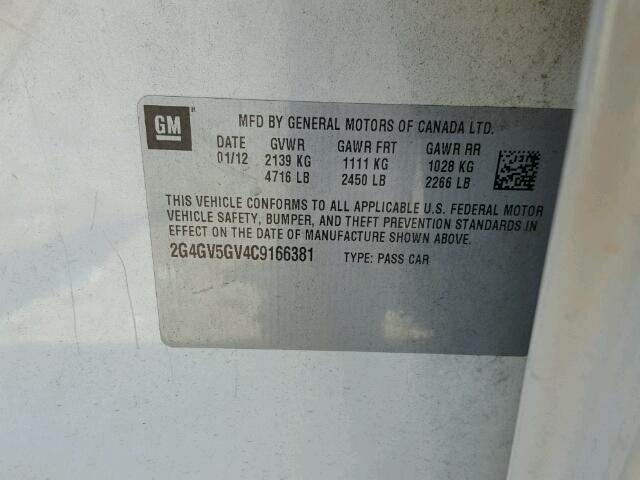 GM
MFD BY GENERAL MOTORS OF CANADA LTD.
DATE GVWR GAWR FRT GAWR RR
01/12 2139 KG 1111 KG 1028 KG
4716 LB 2450 LB 2266 LB
THIS VEHICLE CONFORMS TO ALL APPLICABLE U.S. FEDERAL MOTOR
VEHICLE SAFETY, BUMPER, AND THEFT PREVENTION STANDARDS IN
EFFECT ON THE DATE OF MANUFACTURE SHOWN ABOVE.
2G4GV5GV4C9166381 TYPE: PASS CAR